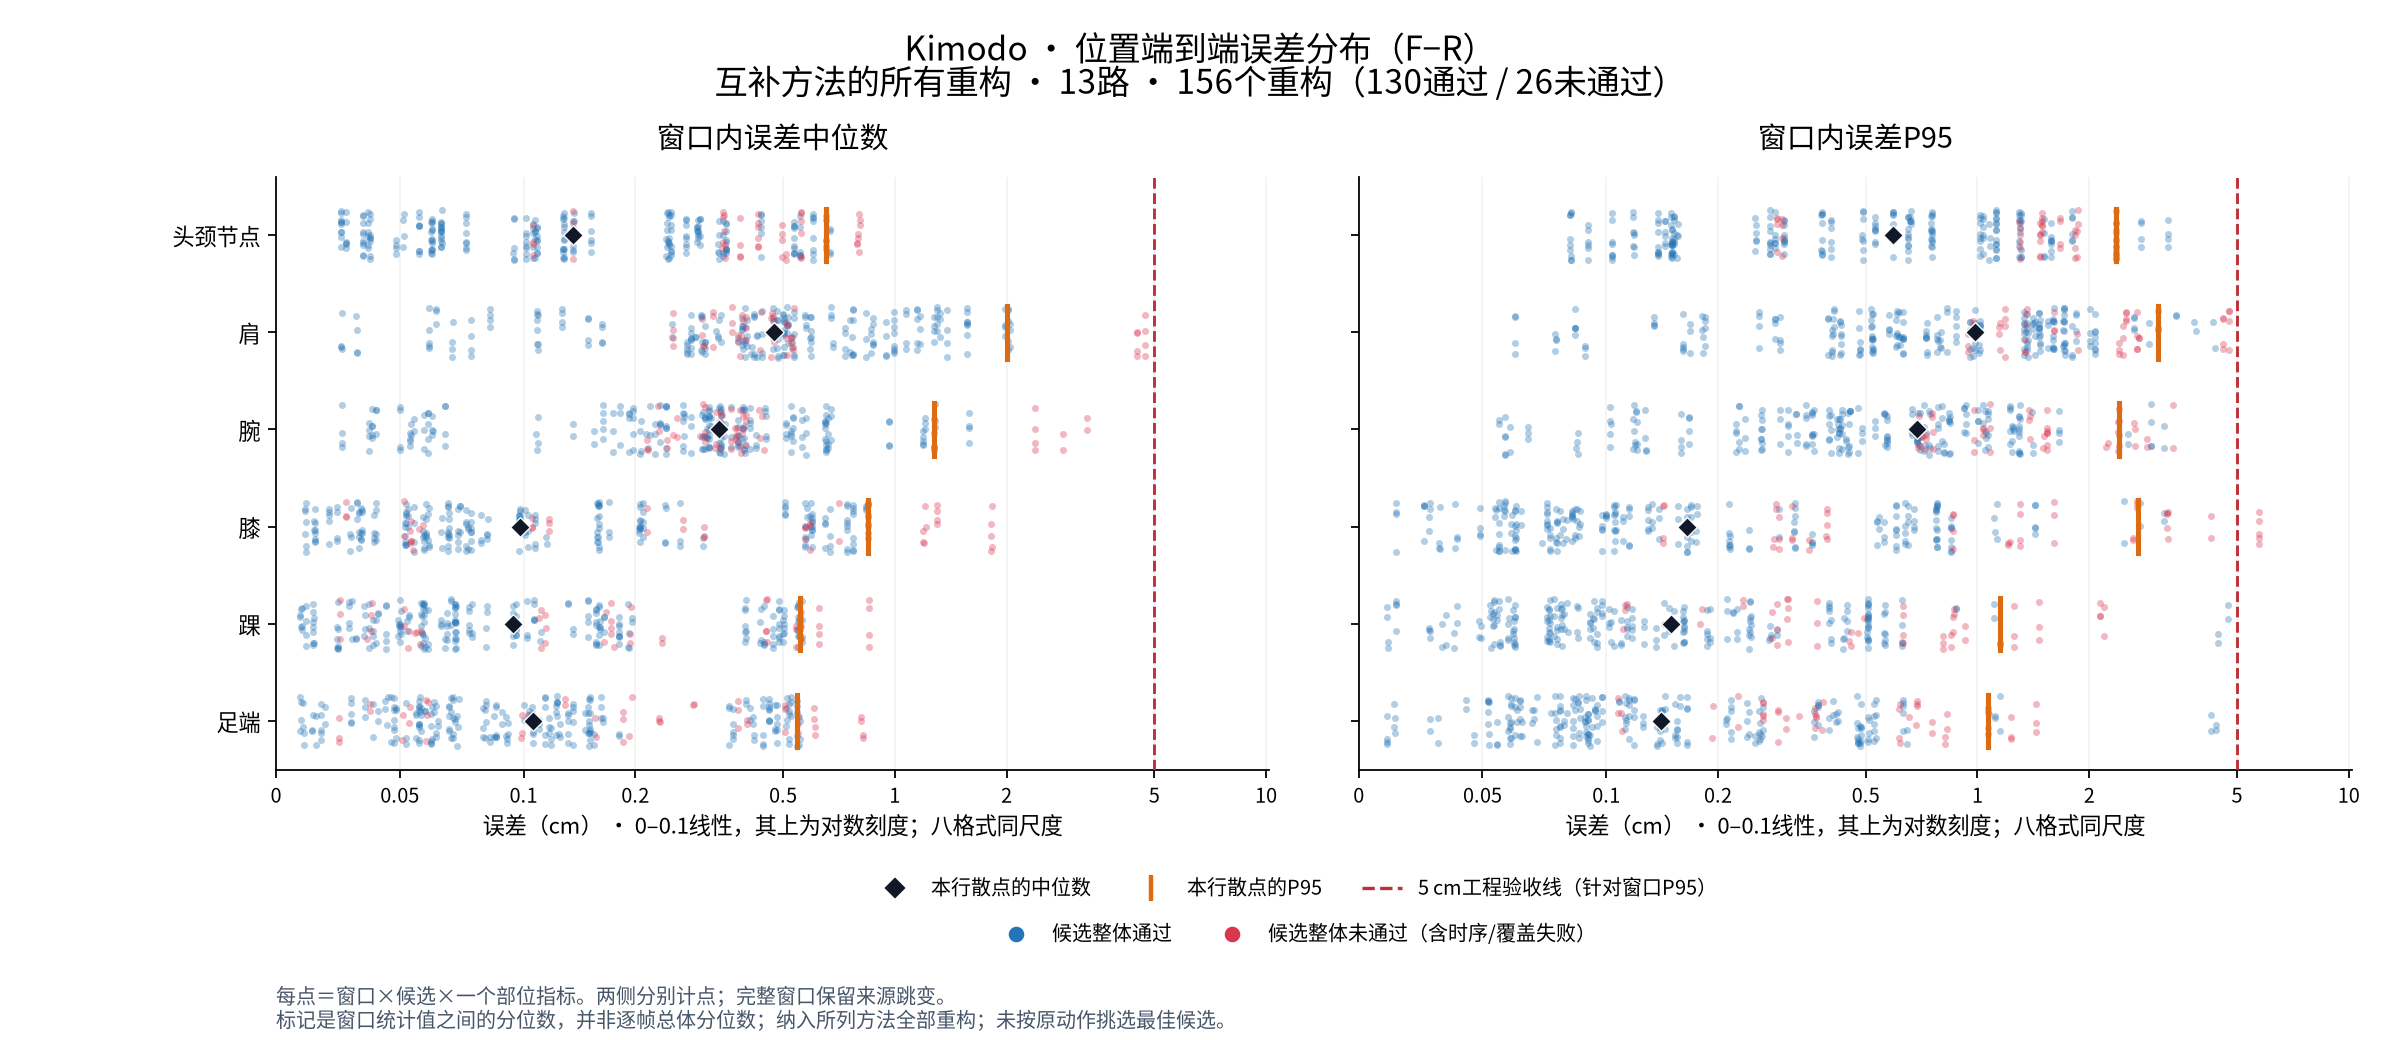 Kimodo · 位置端到端误差分布（F–R）
互补方法的所有重构 · 13路 · 156个重构（130通过 / 26未通过）
窗口内误差中位数
窗口内误差P95
头颈节点
肩
腕
膝
踝
足端
0 0.05 0.1 0.2 0.5 1 2 5 10
0 0.05 0.1 0.2 0.5 1 2 5 10
误差（cm） · 0–0.1线性，其上为对数刻度；八格式同尺度
误差（cm） · 0–0.1线性，其上为对数刻度；八格式同尺度
本行散点的中位数
本行散点的P95
5 cm工程验收线（针对窗口P95）
候选整体通过
候选整体未通过（含时序/覆盖失败）
每点＝窗口×候选×一个部位指标。两侧分别计点；完整窗口保留来源跳变。
标记是窗口统计值之间的分位数，并非逐帧总体分位数；纳入所列方法全部重构；未按原动作挑选最佳候选。